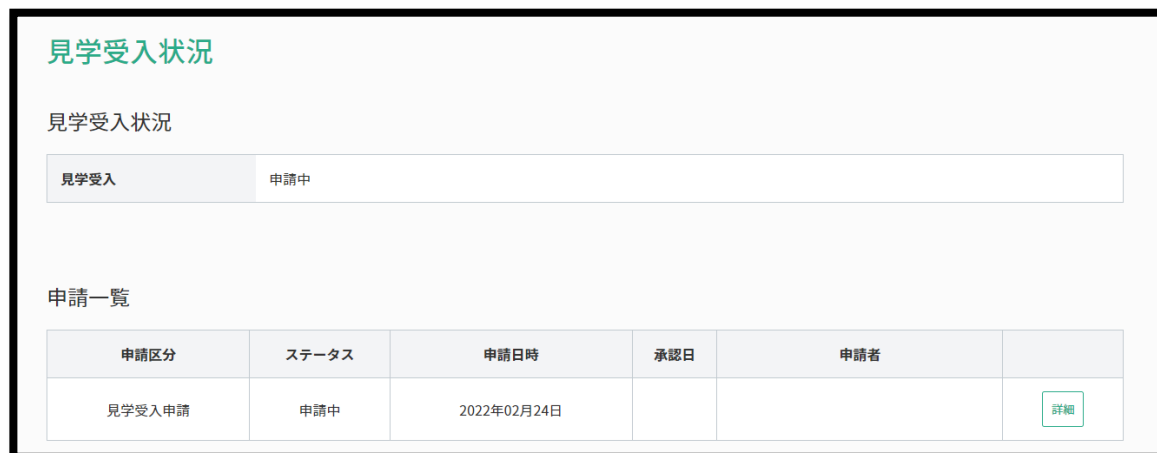 見学受入状況
見学受入状況
見学受入 申請中
申請一覧
申請区分 ステータス 申請日時 承認日 申請者
見学受入申請 申請中 2022年02月24日 詳細